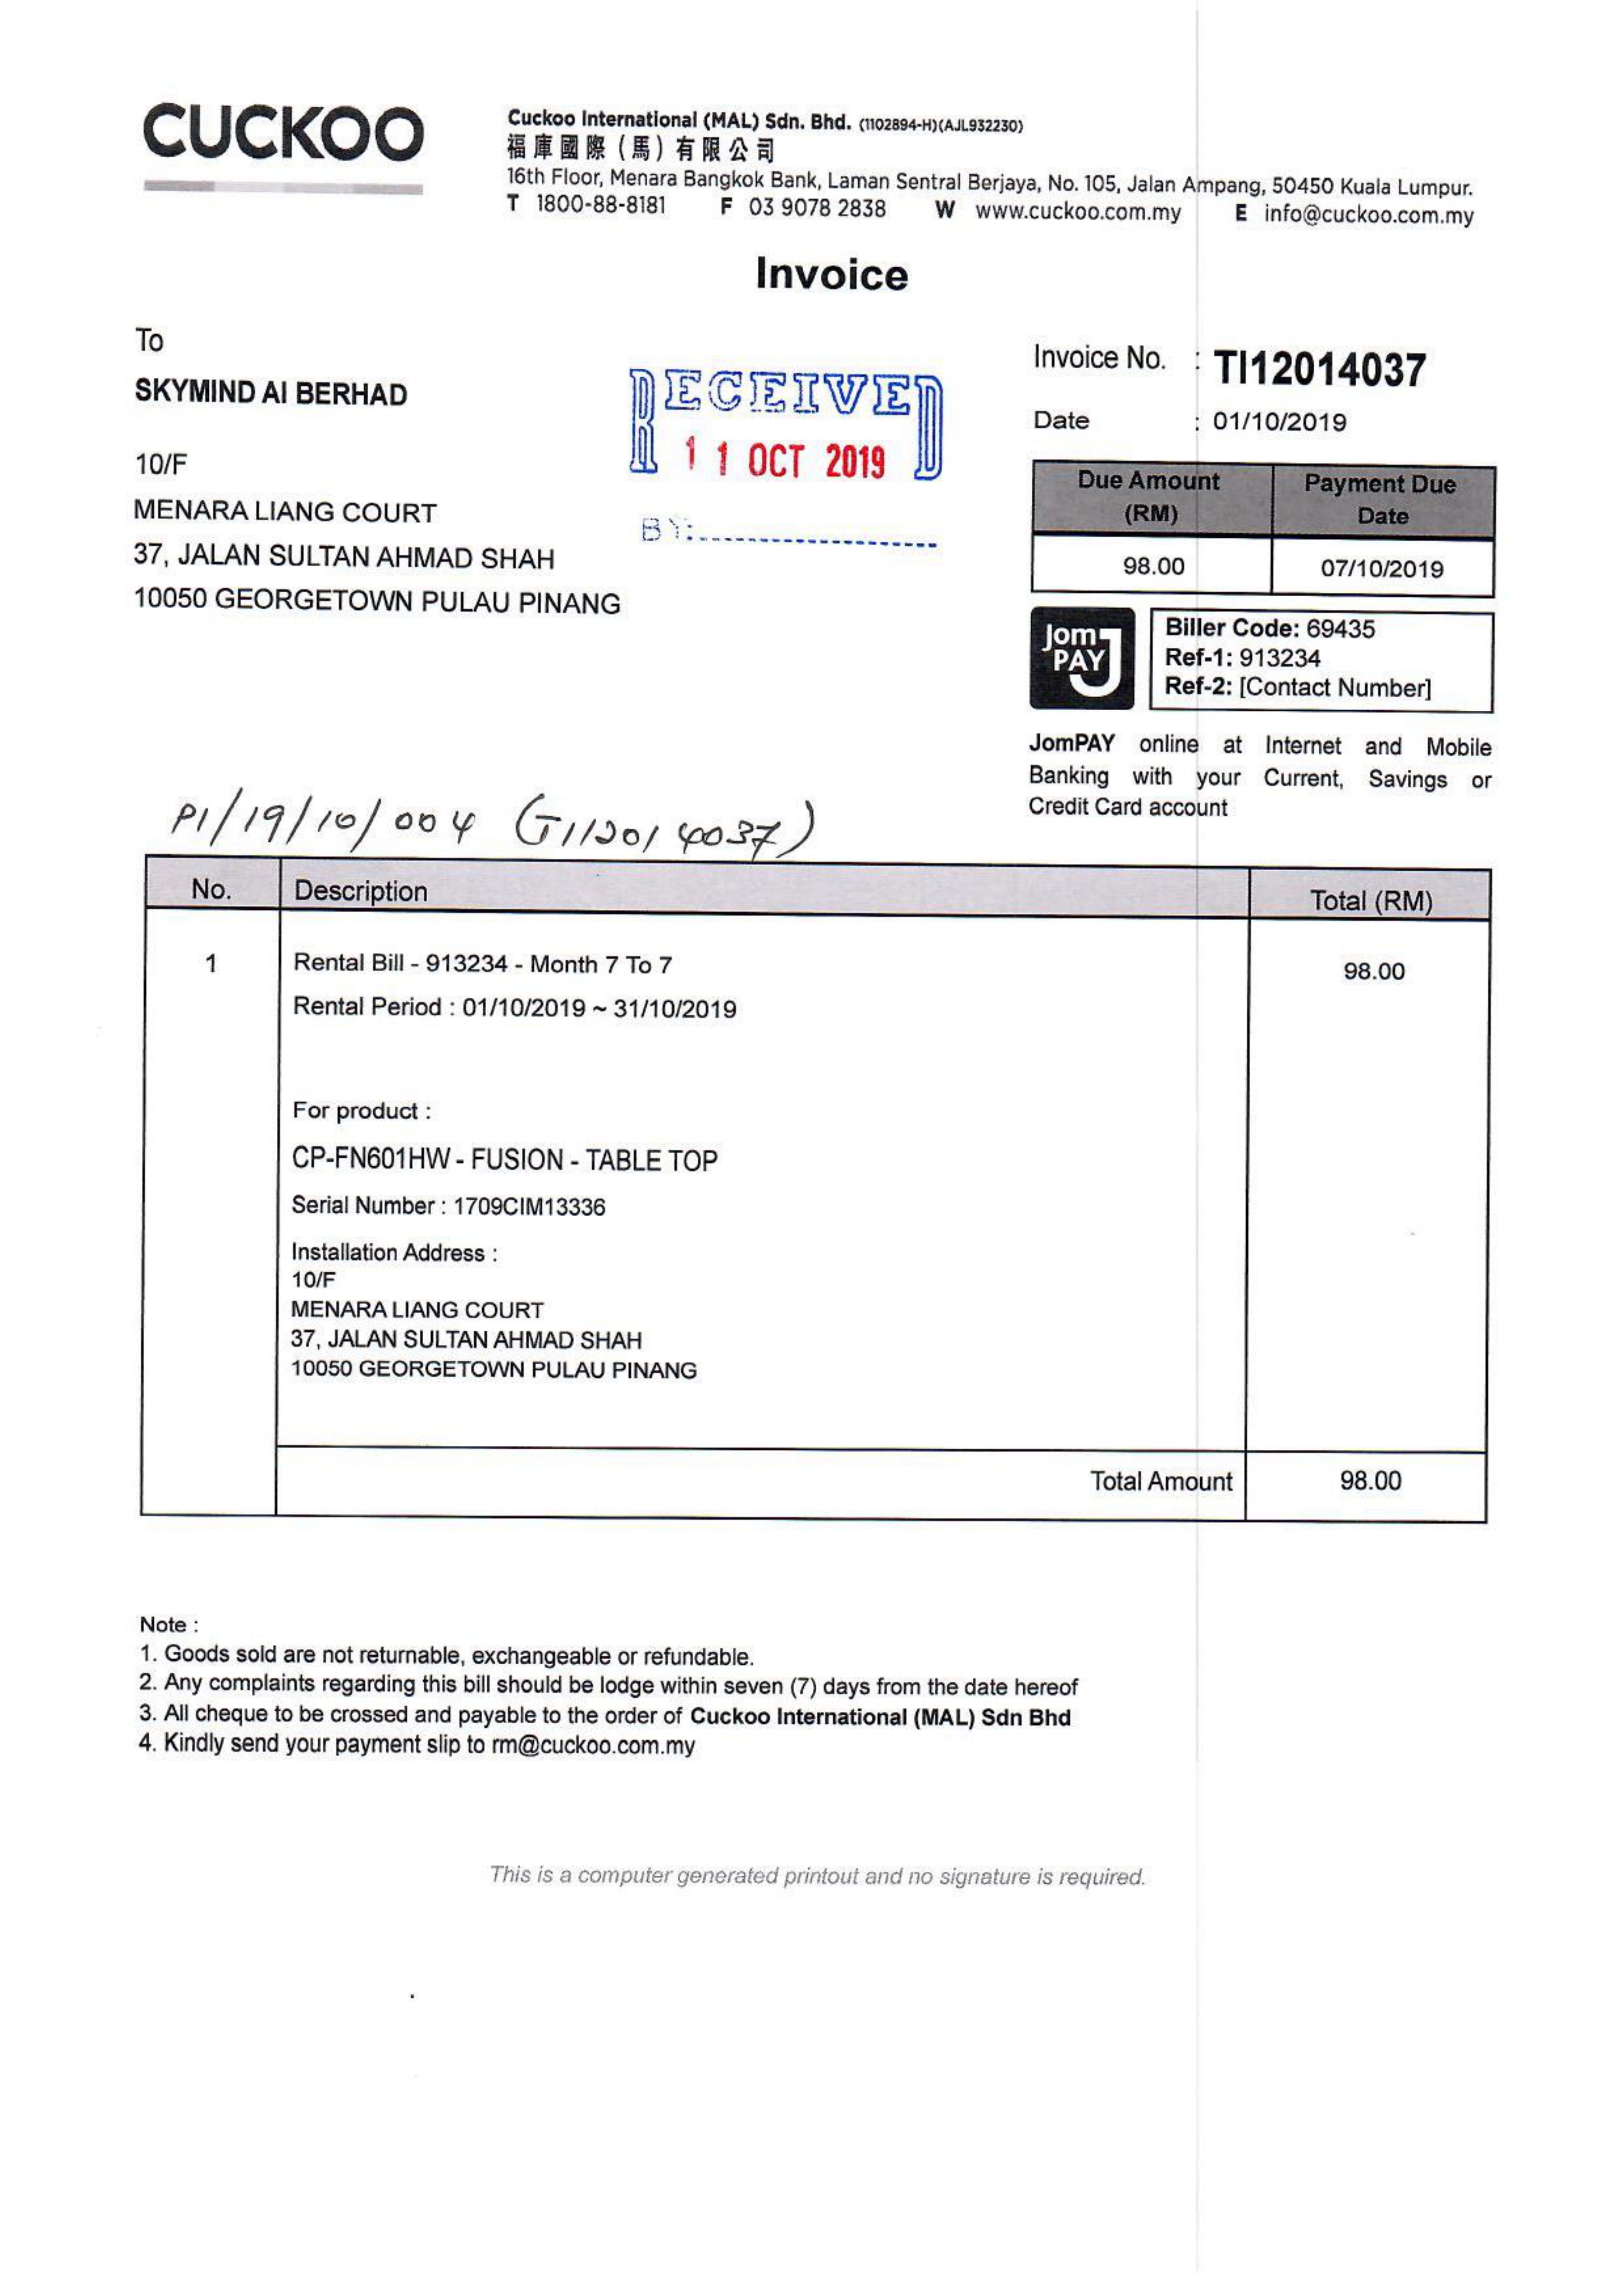 CUCKOO
Cuckoo International (MAL) Sdn. Bhd. (1102894-H)(AJL932230)
福庫國際（馬）有限公司
16th Floor, Menara Bangkok Bank, Laman Sentral Berjaya, No. 105, Jalan Ampang, 50450 Kuala Lumpur.
T 1800-88-8181 F 03 9078 2838 W www.cuckoo.com.my E info@cuckoo.com.my
Invoice
To
SKYMIND AI BERHAD
10/F
MENARA LIANG COURT
37, JALAN SULTAN AHMAD SHAH
10050 GEORGETOWN PULAU PINANG
RECEIVED
11 OCT 2019
BY:
Invoice No. : TI12014037
Date : 01/10/2019
Due Amount (RM) Payment Due Date
98.00 07/10/2019
Jom PAY
Biller Code: 69435
Ref-1: 913234
Ref-2: [Contact Number]
JomPAY online at Internet and Mobile
Banking with your Current, Savings or
Credit Card account
PI/19/10/004 (TI12014037)
No. Description Total (RM)
1 Rental Bill - 913234 - Month 7 To 7 98.00
Rental Period : 01/10/2019 ~ 31/10/2019
For product :
CP-FN601HW - FUSION - TABLE TOP
Serial Number : 1709CIM13336
Installation Address :
10/F
MENARA LIANG COURT
37, JALAN SULTAN AHMAD SHAH
10050 GEORGETOWN PULAU PINANG
Total Amount 98.00
Note :
1. Goods sold are not returnable, exchangeable or refundable.
2. Any complaints regarding this bill should be lodge within seven (7) days from the date hereof
3. All cheque to be crossed and payable to the order of Cuckoo International (MAL) Sdn Bhd
4. Kindly send your payment slip to rm@cuckoo.com.my
This is a computer generated printout and no signature is required.